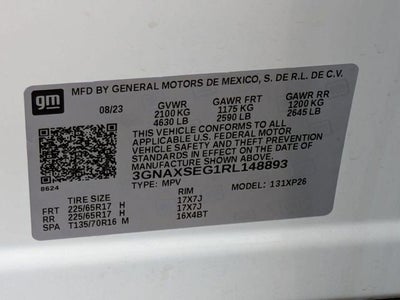 MFD BY GENERAL MOTORS DE MEXICO, S. DE R.L. DE C.V.
gm
08/23 GVWR GAWR FRT GAWR RR
2100 KG 1175 KG 1200 KG
4630 LB 2590 LB 2645 LB
THIS VEHICLE CONFORMS TO ALL
APPLICABLE U.S. FEDERAL MOTOR
VEHICLE SAFETY AND THEFT
PREVENTION STANDARDS IN EFFECT ON
THE DATE OF MANUFACTURE SHOWN ABOVE.
3GNAXSEG1RL148893
8624 TYPE: MPV MODEL: 131XP26
TIRE SIZE RIM
FRT 225/65R17 H 17X7J
RR 225/65R17 H 17X7J
SPA T135/70R16 M 16X4BT